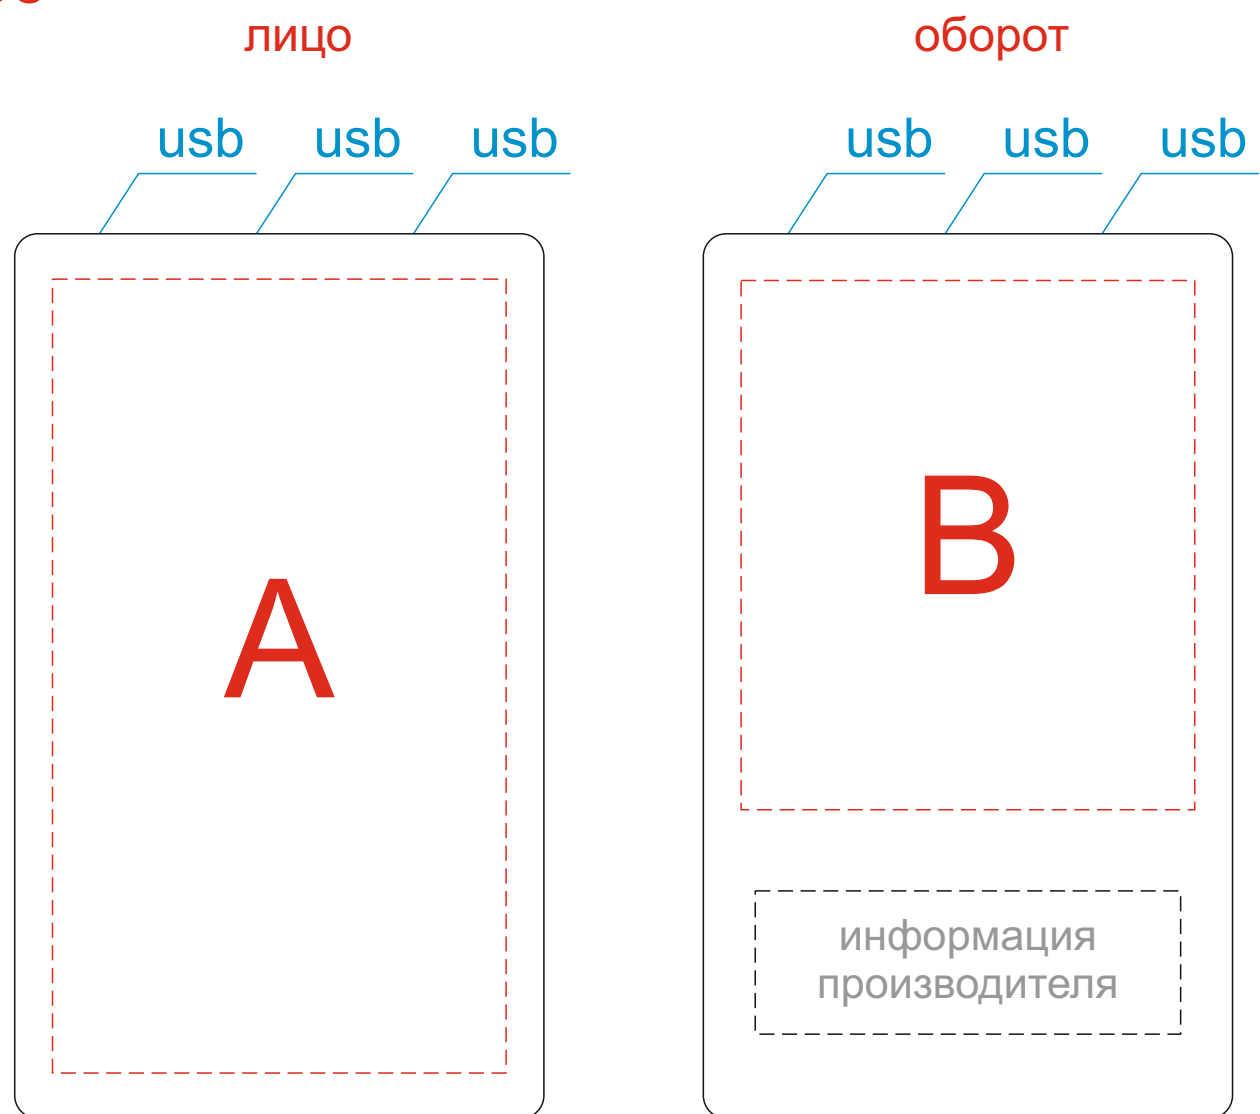 лицо
оборот
usb usb usb
usb usb usb
A
B
информация
производителя